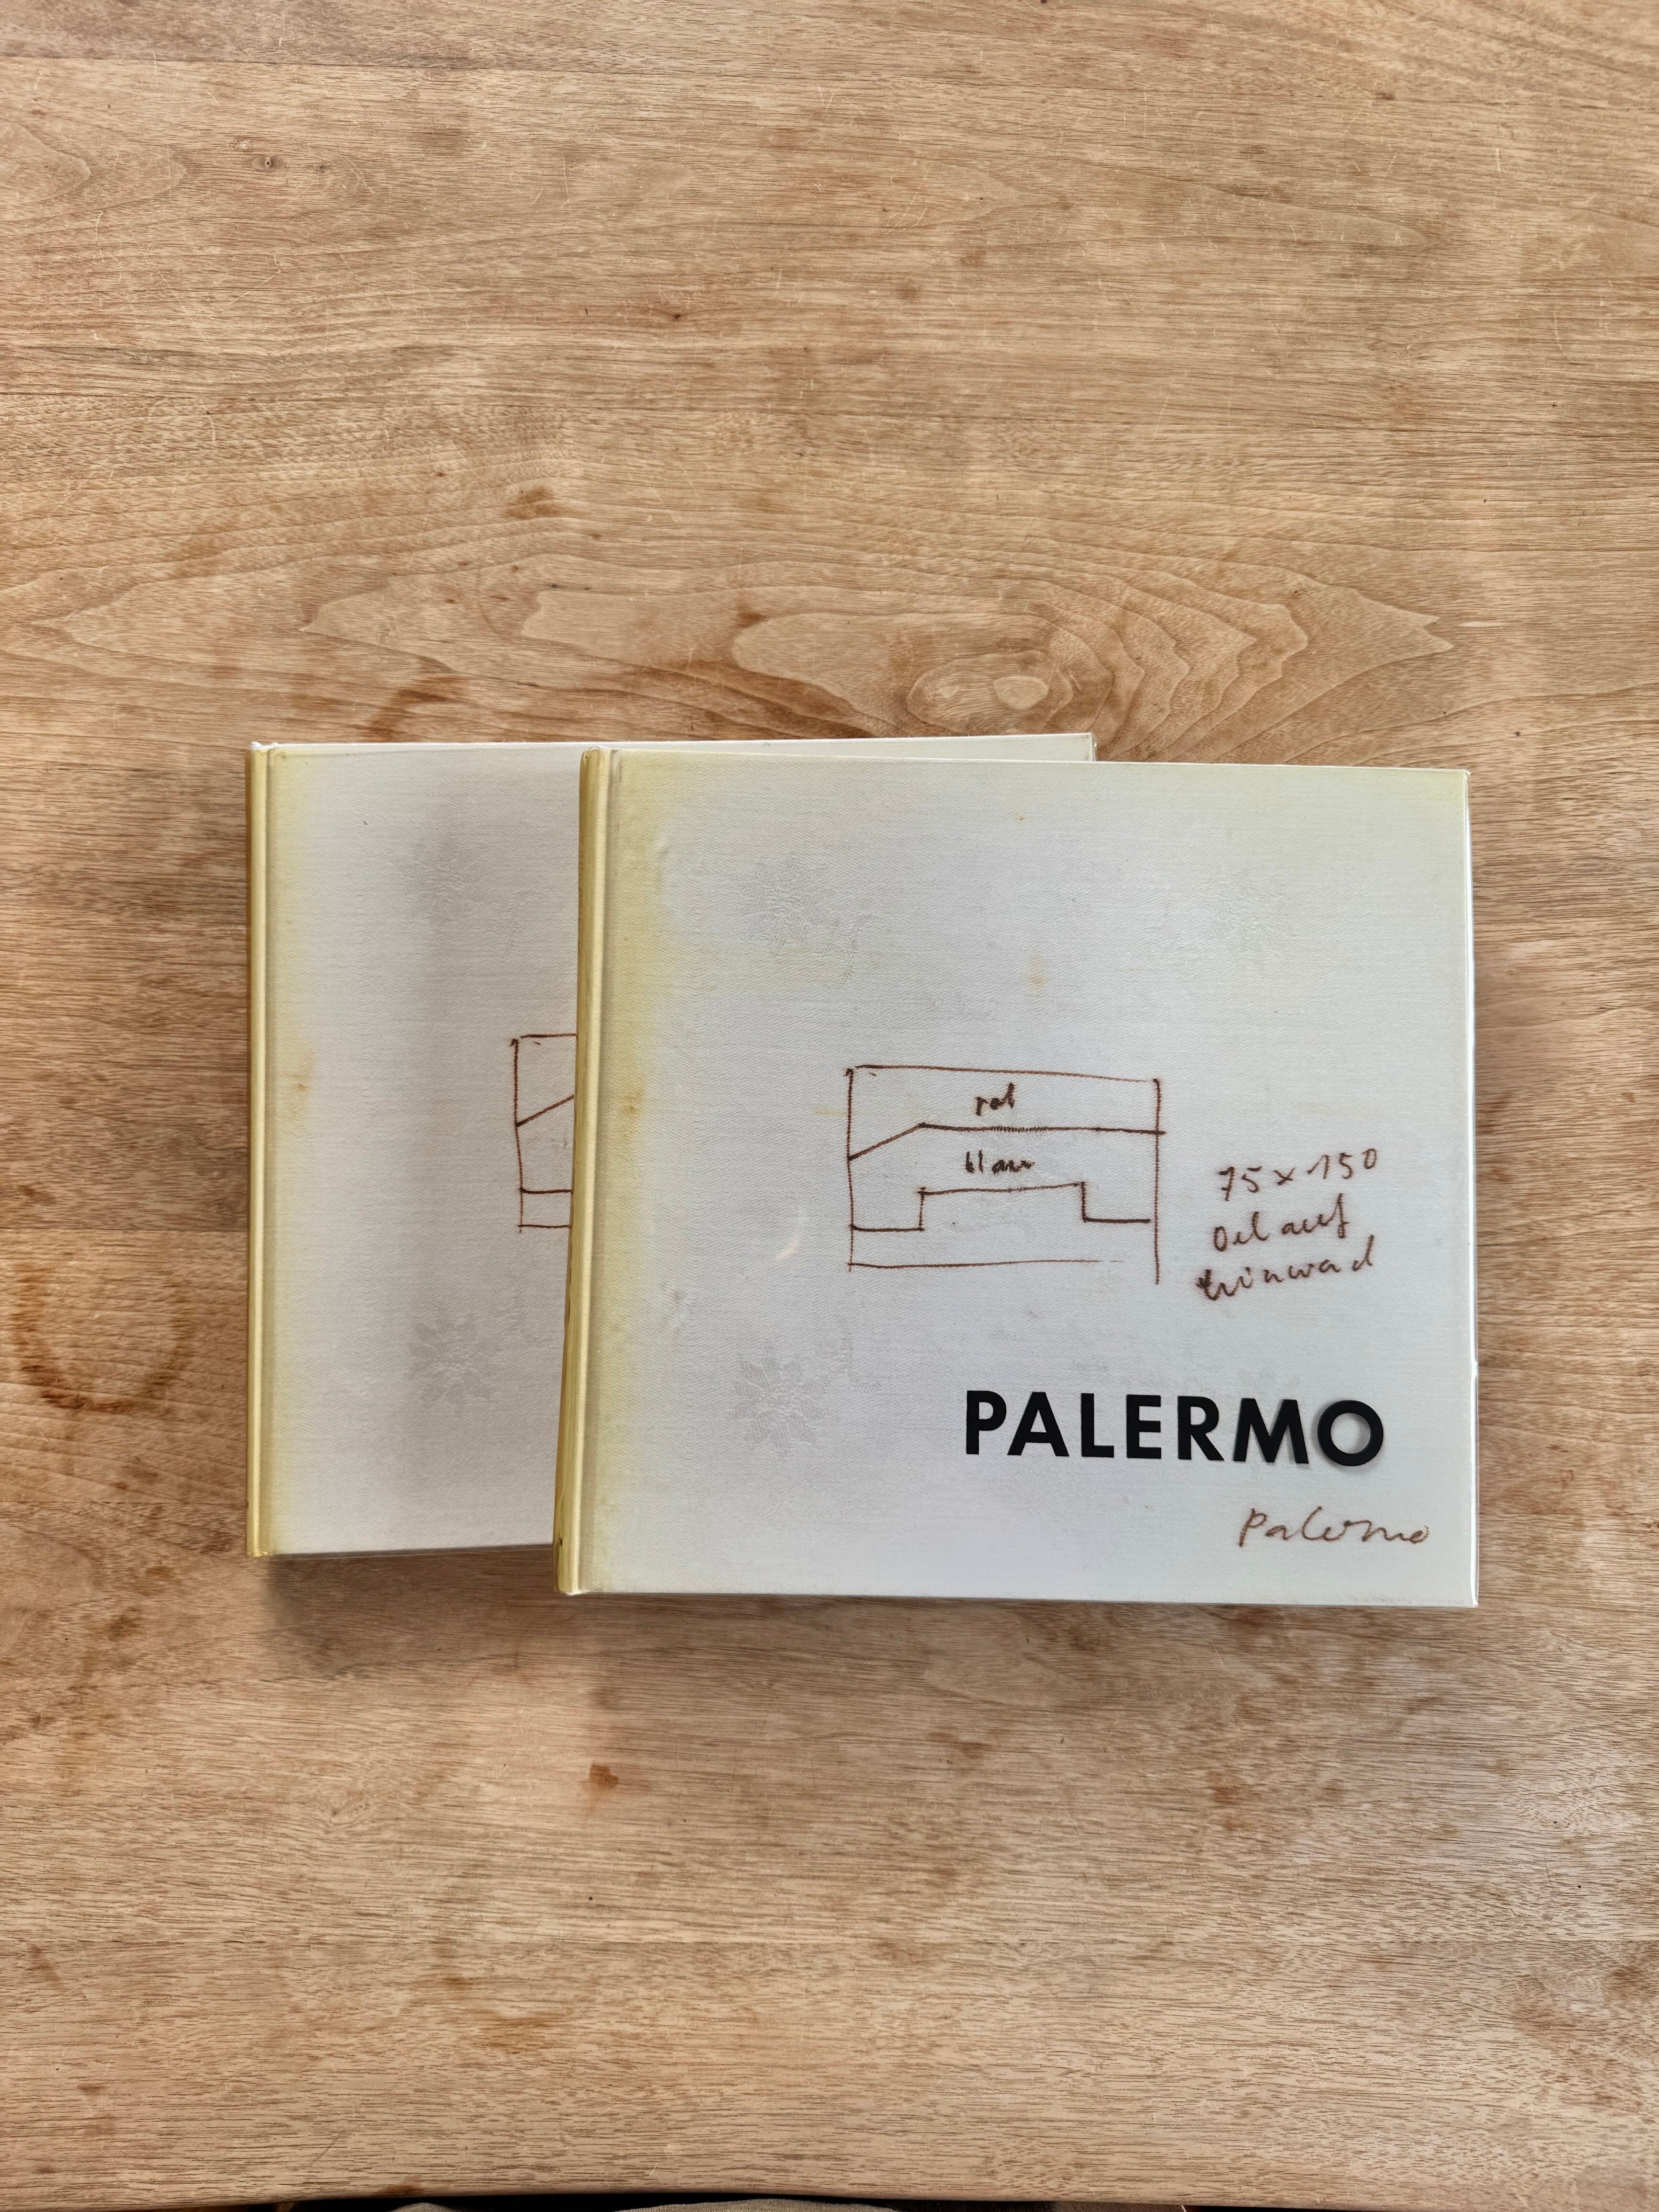 rot
blau
75 x 150
Oel auf
Leinwand
PALERMO
Palermo